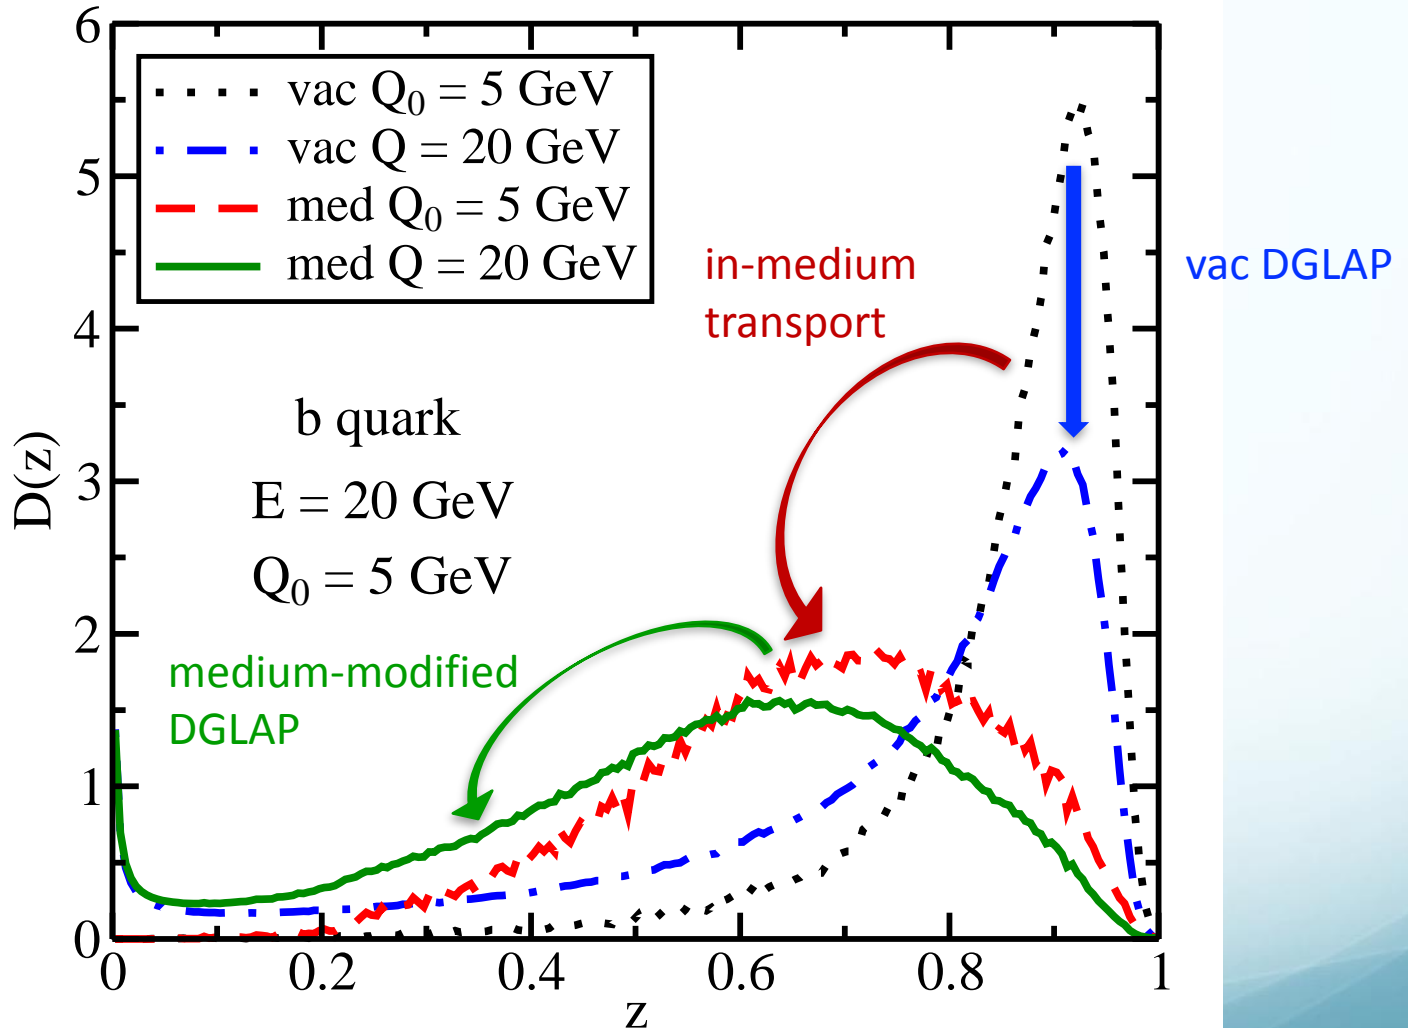 6
5
4
3
2
1
0
D(z)
vac Q₀ = 5 GeV
vac Q = 20 GeV
med Q₀ = 5 GeV
med Q = 20 GeV
in-medium
transport
vac DGLAP
b quark
E = 20 GeV
Q₀ = 5 GeV
medium-modified
DGLAP
0 0.2 0.4 0.6 0.8 1
z